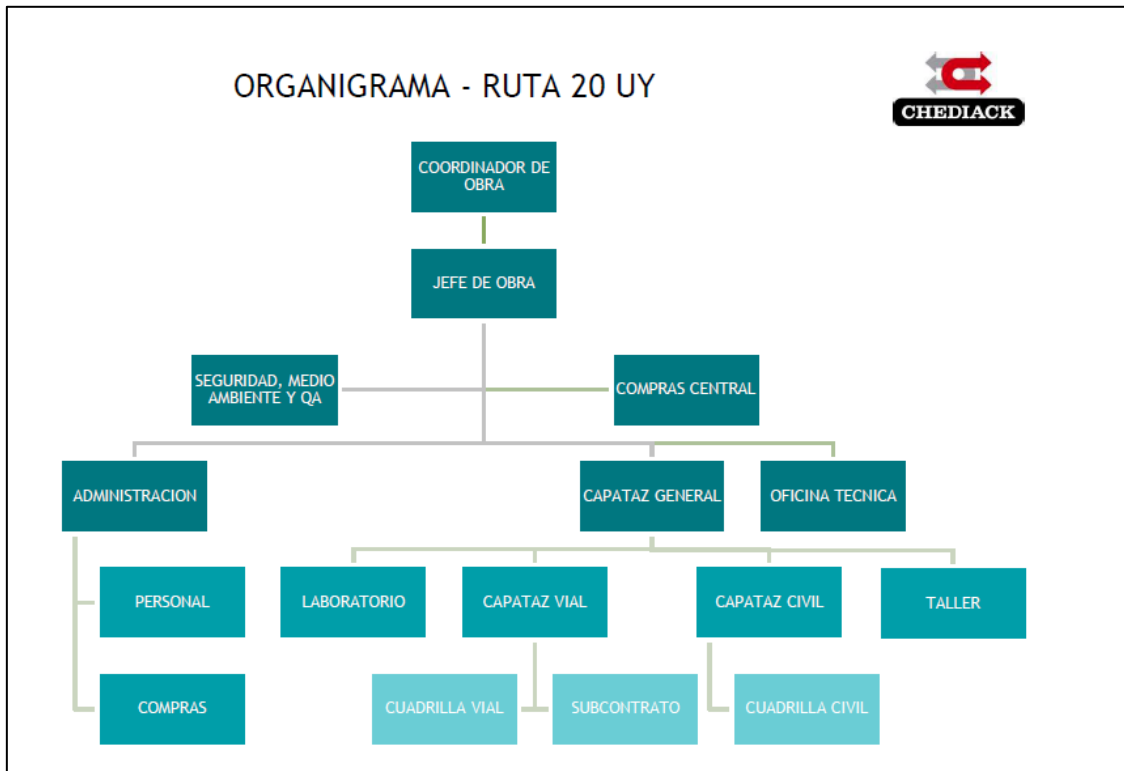 ORGANIGRAMA - RUTA 20 UY
CHEDIACK
COORDINADOR DE
OBRA
JEFE DE OBRA
SEGURIDAD, MEDIO
AMBIENTE Y QA
COMPRAS CENTRAL
ADMINISTRACION
CAPATAZ GENERAL
OFICINA TECNICA
PERSONAL
LABORATORIO
CAPATAZ VIAL
CAPATAZ CIVIL
TALLER
COMPRAS
CUADRILLA VIAL
SUBCONTRATO
CUADRILLA CIVIL